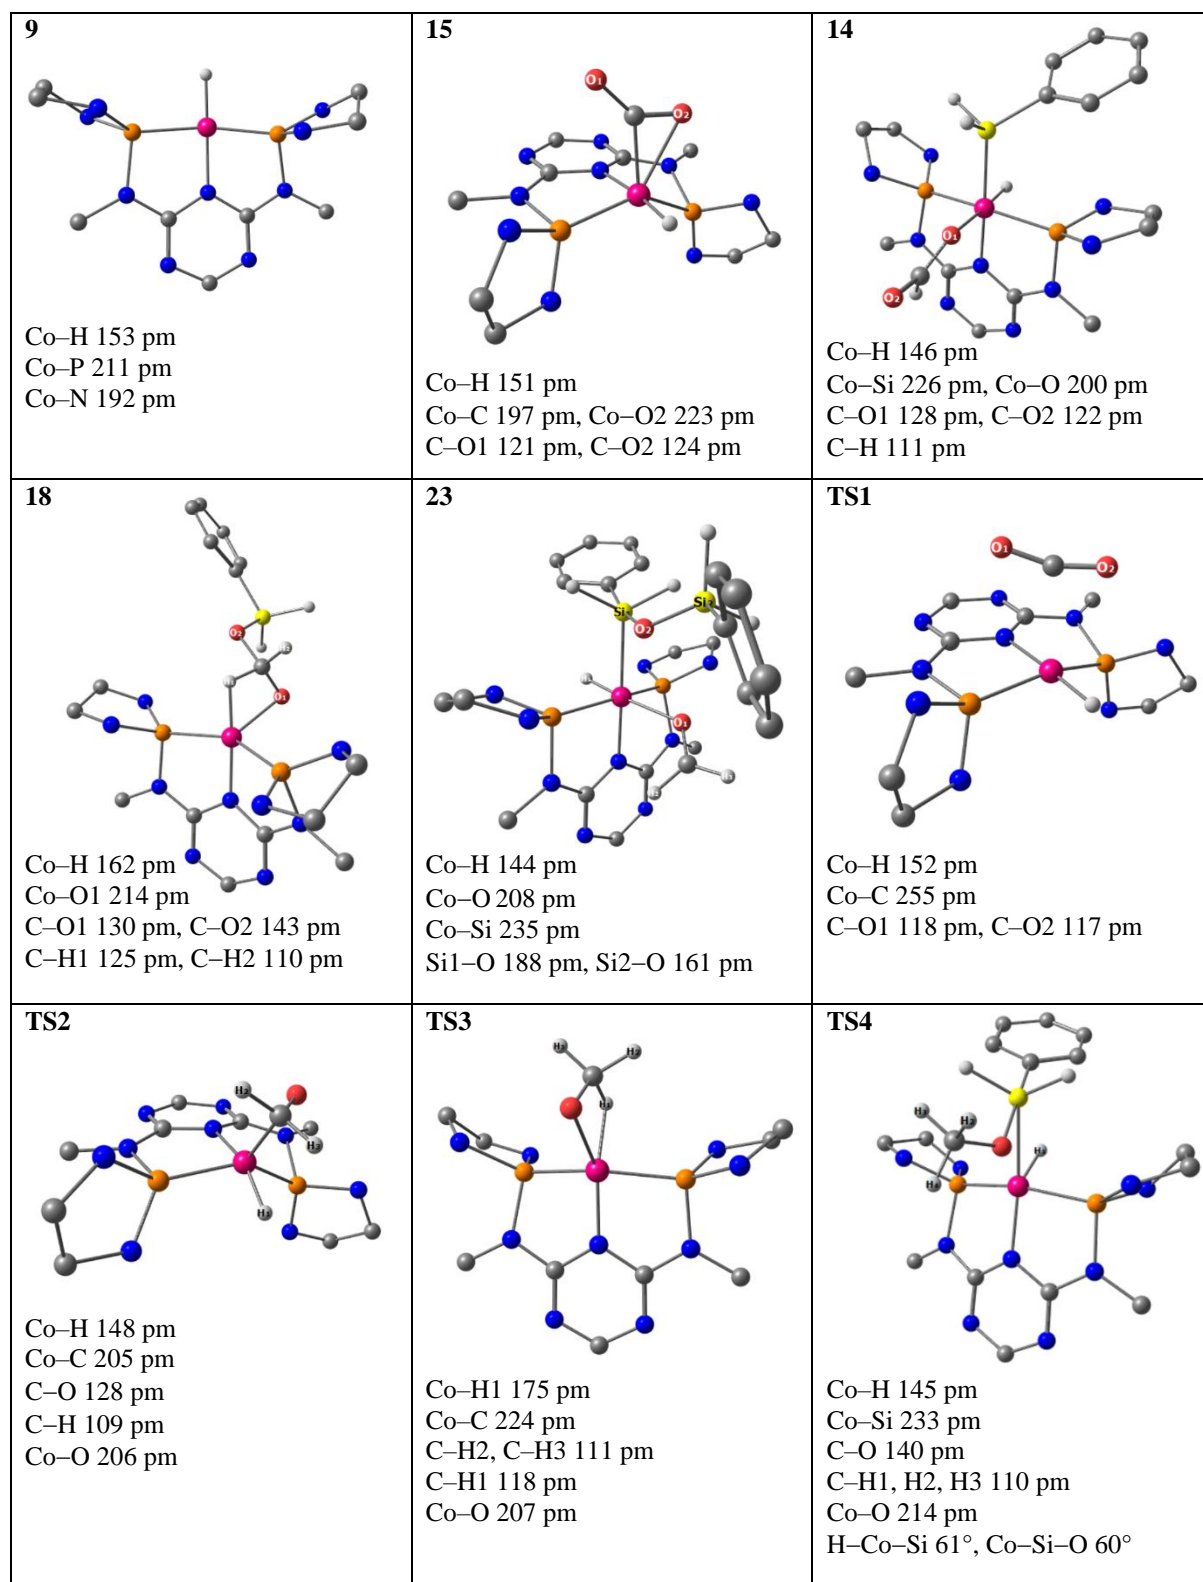 9
Co–H 153 pm
Co–P 211 pm
Co–N 192 pm
15
O1
O2
Co–H 151 pm
Co–C 197 pm, Co–O2 223 pm
C–O1 121 pm, C–O2 124 pm
14
O1
O2
Co–H 146 pm
Co–Si 226 pm, Co–O 200 pm
C–O1 128 pm, C–O2 122 pm
C–H 111 pm
18
O2
O1
Co–H 162 pm
Co–O1 214 pm
C–O1 130 pm, C–O2 143 pm
C–H1 125 pm, C–H2 110 pm
23
O2
O1
Co–H 144 pm
Co–O 208 pm
Co–Si 235 pm
Si1–O 188 pm, Si2–O 161 pm
TS1
O1
O2
Co–H 152 pm
Co–C 255 pm
C–O1 118 pm, C–O2 117 pm
TS2
H2
H1
Co–H 148 pm
Co–C 205 pm
C–O 128 pm
C–H 109 pm
Co–O 206 pm
TS3
H2
H1
Co–H1 175 pm
Co–C 224 pm
C–H2, C–H3 111 pm
C–H1 118 pm
Co–O 207 pm
TS4
Co–H 145 pm
Co–Si 233 pm
C–O 140 pm
C–H1, H2, H3 110 pm
Co–O 214 pm
H–Co–Si 61°, Co–Si–O 60°